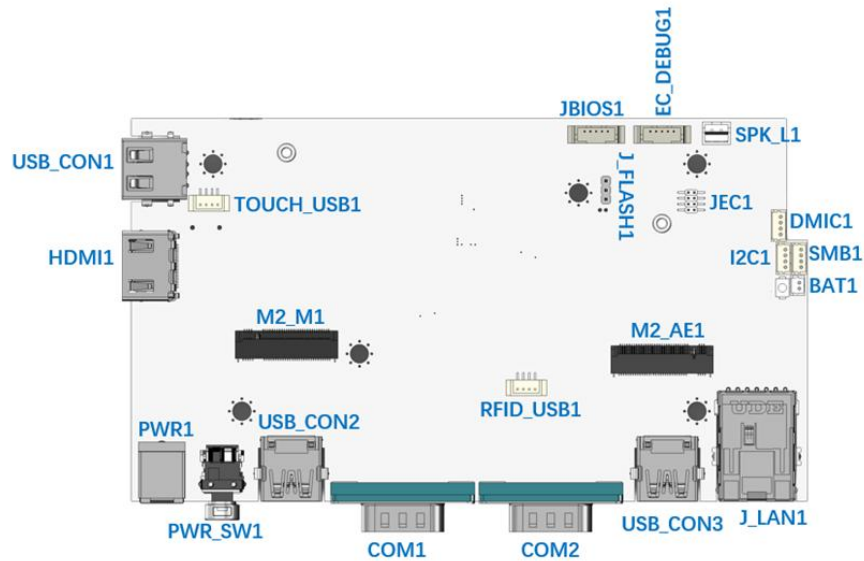 EC_DEBUG1
JBIOS1
SPK_L1
USB_CON1
J_FLASH1
TOUCH_USB1
JEC1
DMIC1
HDMI1
I2C1
SMB1
BAT1
M2_M1
M2_AE1
RFID_USB1
UDE
PWR1
USB_CON2
PWR_SW1
COM1
COM2
USB_CON3
J_LAN1